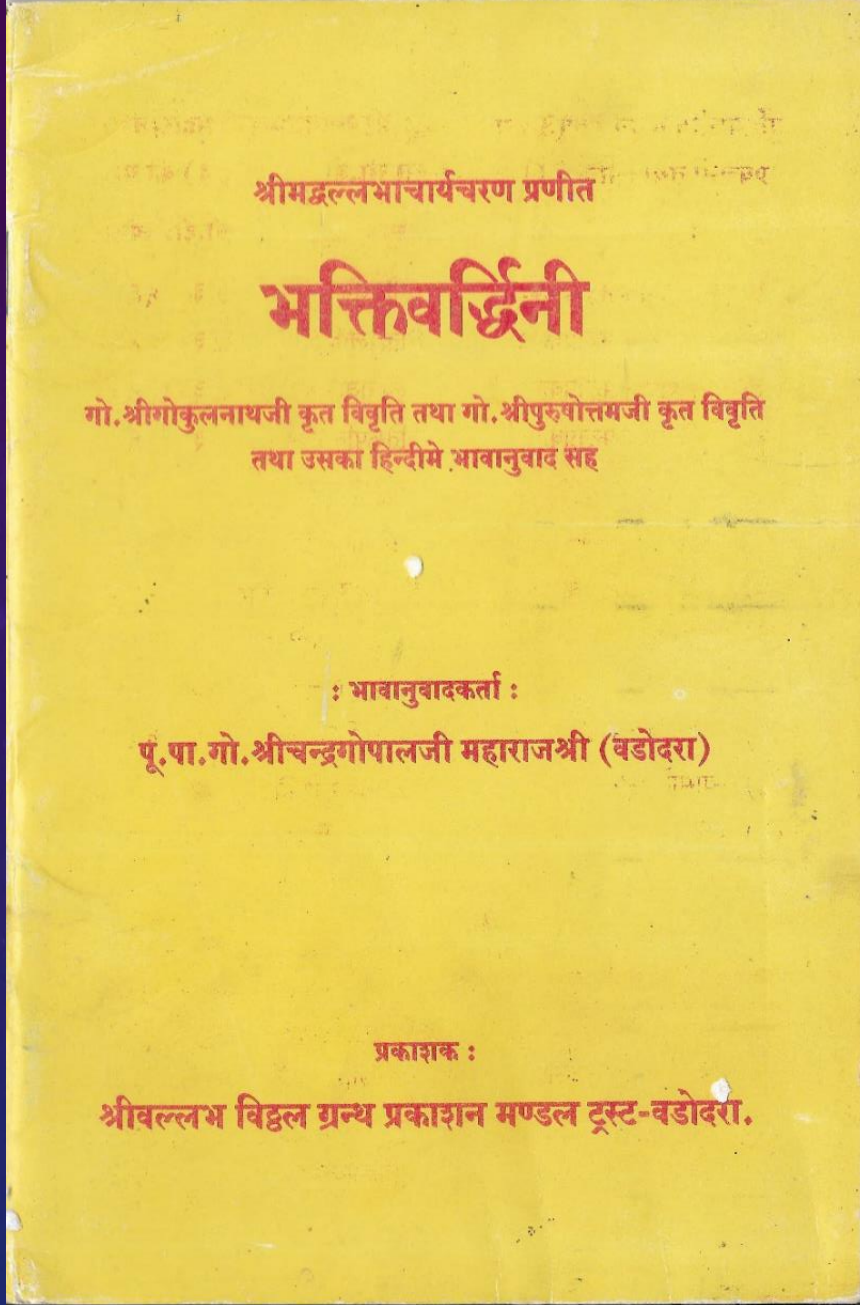 श्रीमद्वल्लभाचार्यचरण प्रणीत
भक्तिवर्द्धिनी
गो.श्रीगोकुलनाथजी कृत विवृति तथा गो.श्रीपुरुषोत्तमजी कृत विवृति
तथा उसका हिन्दीमे भावानुवाद सह
: भावानुवादकर्ता :
पू.पा.गो.श्रीचन्द्रगोपालजी महाराजश्री (वडोदरा)
प्रकाशक :
श्रीवल्लभ विठ्ठल ग्रन्थ प्रकाशन मण्डल ट्रस्ट-वडोदरा.